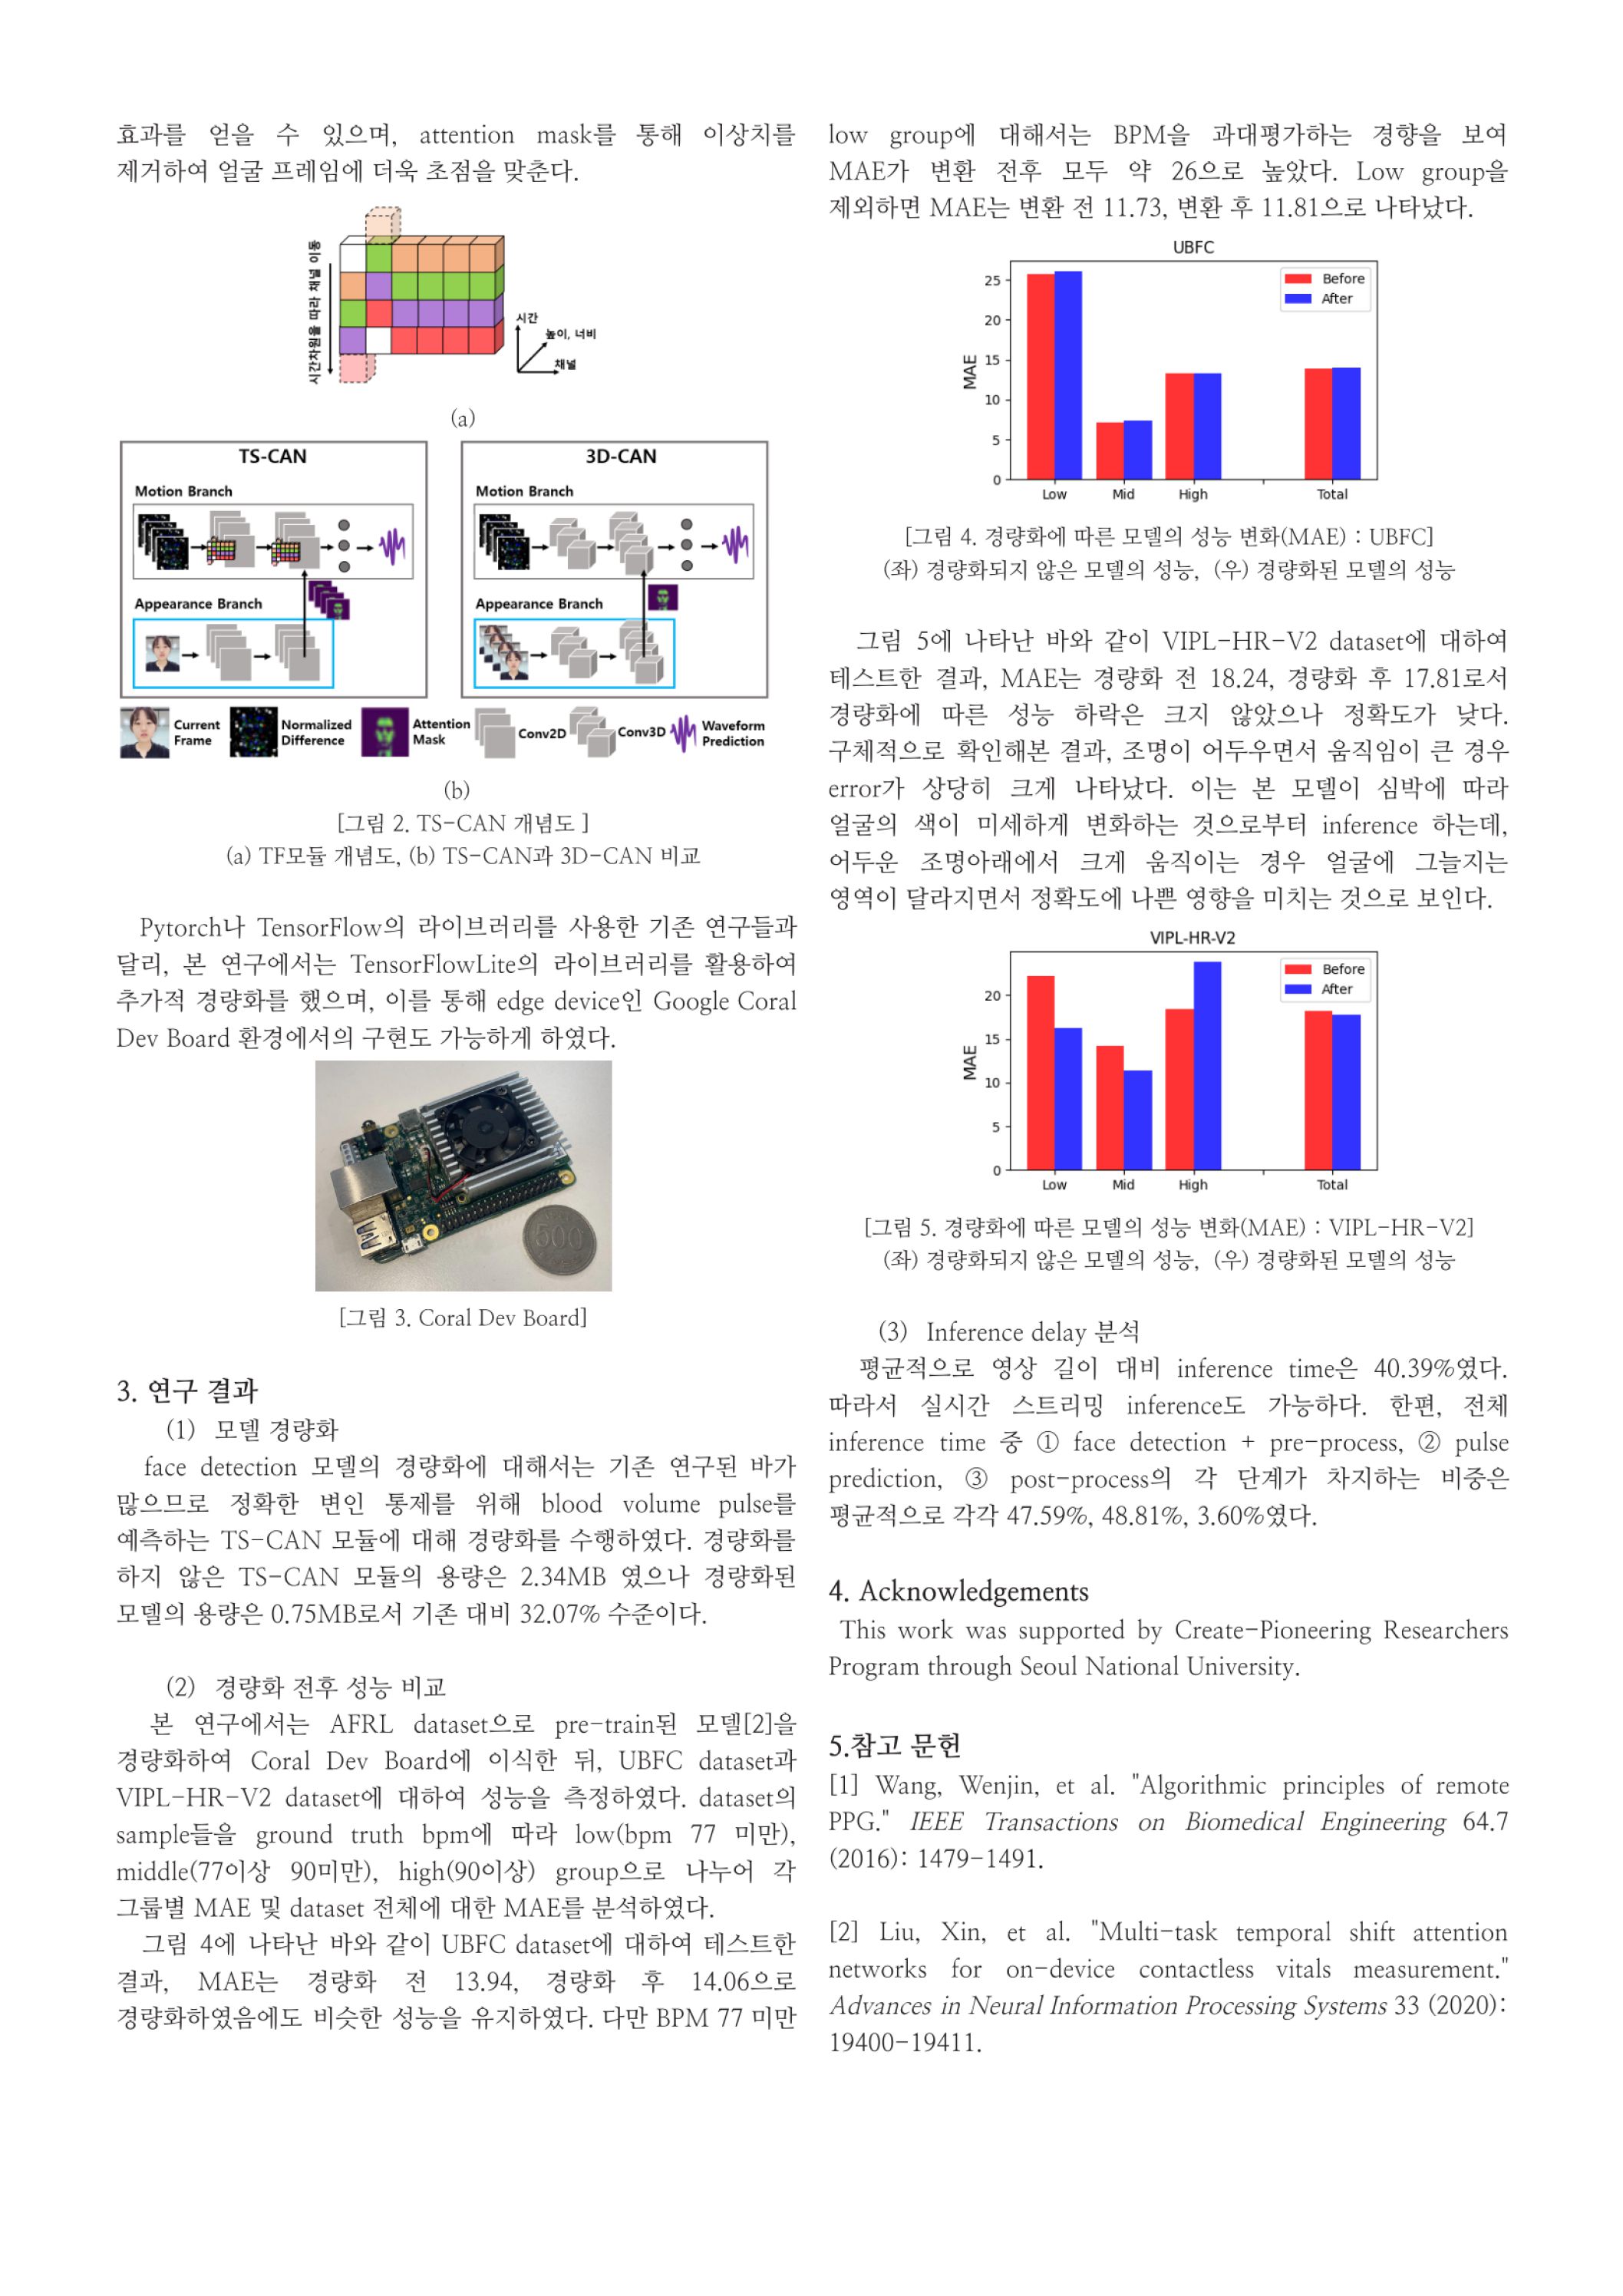 효과를 얻을 수 있으며, attention mask를 통해 이상치를
제거하여 얼굴 프레임에 더욱 초점을 맞춘다.
시간차원을 따라 채널 이동
시간
높이, 너비
채널
(a)
TS-CAN
Motion Branch
Appearance Branch
3D-CAN
Motion Branch
Appearance Branch
Current
Frame
Normalized
Difference
Attention
Mask
Conv2D
Conv3D
Waveform
Prediction
(b)
[그림 2. TS-CAN 개념도 ]
(a) TF모듈 개념도, (b) TS-CAN과 3D-CAN 비교
Pytorch나 TensorFlow의 라이브러리를 사용한 기존 연구들과
달리, 본 연구에서는 TensorFlowLite의 라이브러리를 활용하여
추가적 경량화를 했으며, 이를 통해 edge device인 Google Coral
Dev Board 환경에서의 구현도 가능하게 하였다.
500
[그림 3. Coral Dev Board]
3. 연구 결과
(1) 모델 경량화
face detection 모델의 경량화에 대해서는 기존 연구된 바가
많으므로 정확한 변인 통제를 위해 blood volume pulse를
예측하는 TS-CAN 모듈에 대해 경량화를 수행하였다. 경량화를
하지 않은 TS-CAN 모듈의 용량은 2.34MB 였으나 경량화된
모델의 용량은 0.75MB로서 기존 대비 32.07% 수준이다.
(2) 경량화 전후 성능 비교
본 연구에서는 AFRL dataset으로 pre-train된 모델[2]을
경량화하여 Coral Dev Board에 이식한 뒤, UBFC dataset과
VIPL-HR-V2 dataset에 대하여 성능을 측정하였다. dataset의
sample들을 ground truth bpm에 따라 low(bpm 77 미만),
middle(77이상 90미만), high(90이상) group으로 나누어 각
그룹별 MAE 및 dataset 전체에 대한 MAE를 분석하였다.
그림 4에 나타난 바와 같이 UBFC dataset에 대하여 테스트한
결과, MAE는 경량화 전 13.94, 경량화 후 14.06으로
경량화하였음에도 비슷한 성능을 유지하였다. 다만 BPM 77 미만
low group에 대해서는 BPM을 과대평가하는 경향을 보여
MAE가 변환 전후 모두 약 26으로 높았다. Low group을
제외하면 MAE는 변환 전 11.73, 변환 후 11.81으로 나타났다.
UBFC
Before
After
MAE
25
20
15
10
5
0
Low Mid High Total
[그림 4. 경량화에 따른 모델의 성능 변화(MAE) : UBFC]
(좌) 경량화되지 않은 모델의 성능, (우) 경량화된 모델의 성능
그림 5에 나타난 바와 같이 VIPL-HR-V2 dataset에 대하여
테스트한 결과, MAE는 경량화 전 18.24, 경량화 후 17.81로서
경량화에 따른 성능 하락은 크지 않았으나 정확도가 낮다.
구체적으로 확인해본 결과, 조명이 어두우면서 움직임이 큰 경우
error가 상당히 크게 나타났다. 이는 본 모델이 심박에 따라
얼굴의 색이 미세하게 변화하는 것으로부터 inference 하는데,
어두운 조명아래에서 크게 움직이는 경우 얼굴에 그늘지는
영역이 달라지면서 정확도에 나쁜 영향을 미치는 것으로 보인다.
VIPL-HR-V2
Before
After
MAE
20
15
10
5
0
Low Mid High Total
[그림 5. 경량화에 따른 모델의 성능 변화(MAE) : VIPL-HR-V2]
(좌) 경량화되지 않은 모델의 성능, (우) 경량화된 모델의 성능
(3) Inference delay 분석
평균적으로 영상 길이 대비 inference time은 40.39%였다.
따라서 실시간 스트리밍 inference도 가능하다. 한편, 전체
inference time 중 ① face detection + pre-process, ② pulse
prediction, ③ post-process의 각 단계가 차지하는 비중은
평균적으로 각각 47.59%, 48.81%, 3.60%였다.
4. Acknowledgements
This work was supported by Create-Pioneering Researchers
Program through Seoul National University.
5.참고 문헌
[1] Wang, Wenjin, et al. "Algorithmic principles of remote
PPG." IEEE Transactions on Biomedical Engineering 64.7
(2016): 1479-1491.
[2] Liu, Xin, et al. "Multi-task temporal shift attention
networks for on-device contactless vitals measurement."
Advances in Neural Information Processing Systems 33 (2020):
19400-19411.